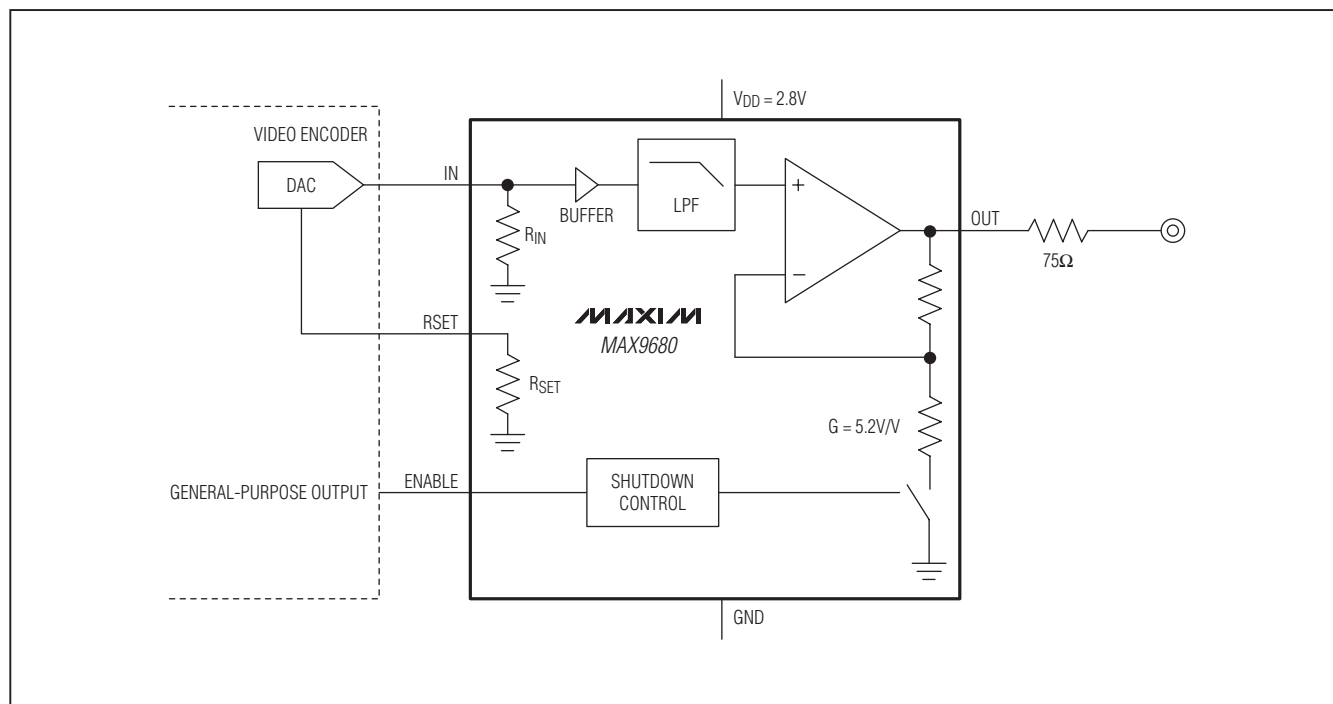 VDD = 2.8V
VIDEO ENCODER
DAC
IN
BUFFER
LPF
+
−
OUT
75Ω
RIN
RSET
MAXIM
MAX9680
RSET
G = 5.2V/V
GENERAL-PURPOSE OUTPUT
ENABLE
SHUTDOWN
CONTROL
GND